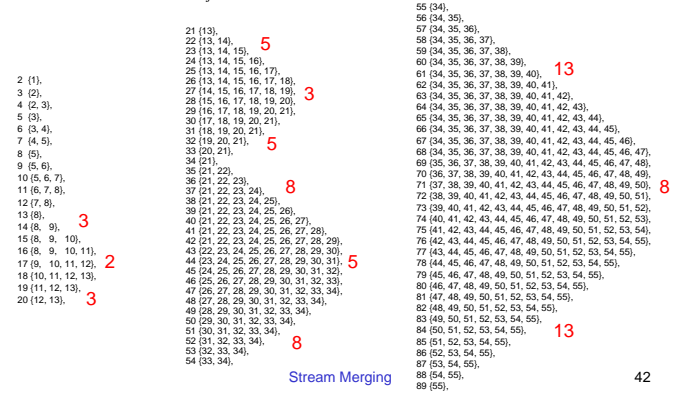 2 {1},
3 {2},
4 {2, 3},
5 {3},
6 {3, 4},
7 {4, 5},
8 {5},
9 {5, 6},
10 {5, 6, 7},
11 {6, 7, 8},
12 {7, 8},
13 {8},
14 {8, 9}, 3
15 {8, 9, 10},
16 {8, 9, 10, 11},
17 {9, 10, 11, 12}, 2
18 {10, 11, 12, 13},
19 {11, 12, 13},
20 {12, 13}, 3
21 {13},
22 {13, 14}, 5
23 {13, 14, 15},
24 {13, 14, 15, 16},
25 {13, 14, 15, 16, 17},
26 {13, 14, 15, 16, 17, 18},
27 {14, 15, 16, 17, 18, 19}, 3
28 {15, 16, 17, 18, 19, 20},
29 {16, 17, 18, 19, 20, 21},
30 {17, 18, 19, 20, 21},
31 {18, 19, 20, 21},
32 {19, 20, 21}, 5
33 {20, 21},
34 {21},
35 {21, 22},
36 {21, 22, 23},
37 {21, 22, 23, 24}, 8
38 {21, 22, 23, 24, 25},
39 {21, 22, 23, 24, 25, 26},
40 {21, 22, 23, 24, 25, 26, 27},
41 {21, 22, 23, 24, 25, 26, 27, 28},
42 {21, 22, 23, 24, 25, 26, 27, 28, 29},
43 {22, 23, 24, 25, 26, 27, 28, 29, 30},
44 {23, 24, 25, 26, 27, 28, 29, 30, 31}, 5
45 {24, 25, 26, 27, 28, 29, 30, 31, 32},
46 {25, 26, 27, 28, 29, 30, 31, 32, 33},
47 {26, 27, 28, 29, 30, 31, 32, 33, 34},
48 {27, 28, 29, 30, 31, 32, 33, 34},
49 {28, 29, 30, 31, 32, 33, 34},
50 {29, 30, 31, 32, 33, 34},
51 {30, 31, 32, 33, 34},
52 {31, 32, 33, 34}, 8
53 {32, 33, 34},
54 {33, 34},
55 {34},
56 {34, 35},
57 {34, 35, 36},
58 {34, 35, 36, 37},
59 {34, 35, 36, 37, 38},
60 {34, 35, 36, 37, 38, 39},
61 {34, 35, 36, 37, 38, 39, 40}, 13
62 {34, 35, 36, 37, 38, 39, 40, 41},
63 {34, 35, 36, 37, 38, 39, 40, 41, 42},
64 {34, 35, 36, 37, 38, 39, 40, 41, 42, 43},
65 {34, 35, 36, 37, 38, 39, 40, 41, 42, 43, 44},
66 {34, 35, 36, 37, 38, 39, 40, 41, 42, 43, 44, 45},
67 {34, 35, 36, 37, 38, 39, 40, 41, 42, 43, 44, 45, 46},
68 {34, 35, 36, 37, 38, 39, 40, 41, 42, 43, 44, 45, 46, 47},
69 {35, 36, 37, 38, 39, 40, 41, 42, 43, 44, 45, 46, 47, 48},
70 {36, 37, 38, 39, 40, 41, 42, 43, 44, 45, 46, 47, 48, 49},
71 {37, 38, 39, 40, 41, 42, 43, 44, 45, 46, 47, 48, 49, 50}, 8
72 {38, 39, 40, 41, 42, 43, 44, 45, 46, 47, 48, 49, 50, 51},
73 {39, 40, 41, 42, 43, 44, 45, 46, 47, 48, 49, 50, 51, 52},
74 {40, 41, 42, 43, 44, 45, 46, 47, 48, 49, 50, 51, 52, 53},
75 {41, 42, 43, 44, 45, 46, 47, 48, 49, 50, 51, 52, 53, 54},
76 {42, 43, 44, 45, 46, 47, 48, 49, 50, 51, 52, 53, 54, 55},
77 {43, 44, 45, 46, 47, 48, 49, 50, 51, 52, 53, 54, 55},
78 {44, 45, 46, 47, 48, 49, 50, 51, 52, 53, 54, 55},
79 {45, 46, 47, 48, 49, 50, 51, 52, 53, 54, 55},
80 {46, 47, 48, 49, 50, 51, 52, 53, 54, 55},
81 {47, 48, 49, 50, 51, 52, 53, 54, 55},
82 {48, 49, 50, 51, 52, 53, 54, 55},
83 {49, 50, 51, 52, 53, 54, 55},
84 {50, 51, 52, 53, 54, 55}, 13
85 {51, 52, 53, 54, 55},
86 {52, 53, 54, 55},
87 {53, 54, 55},
88 {54, 55},
89 {55},
Stream Merging
42